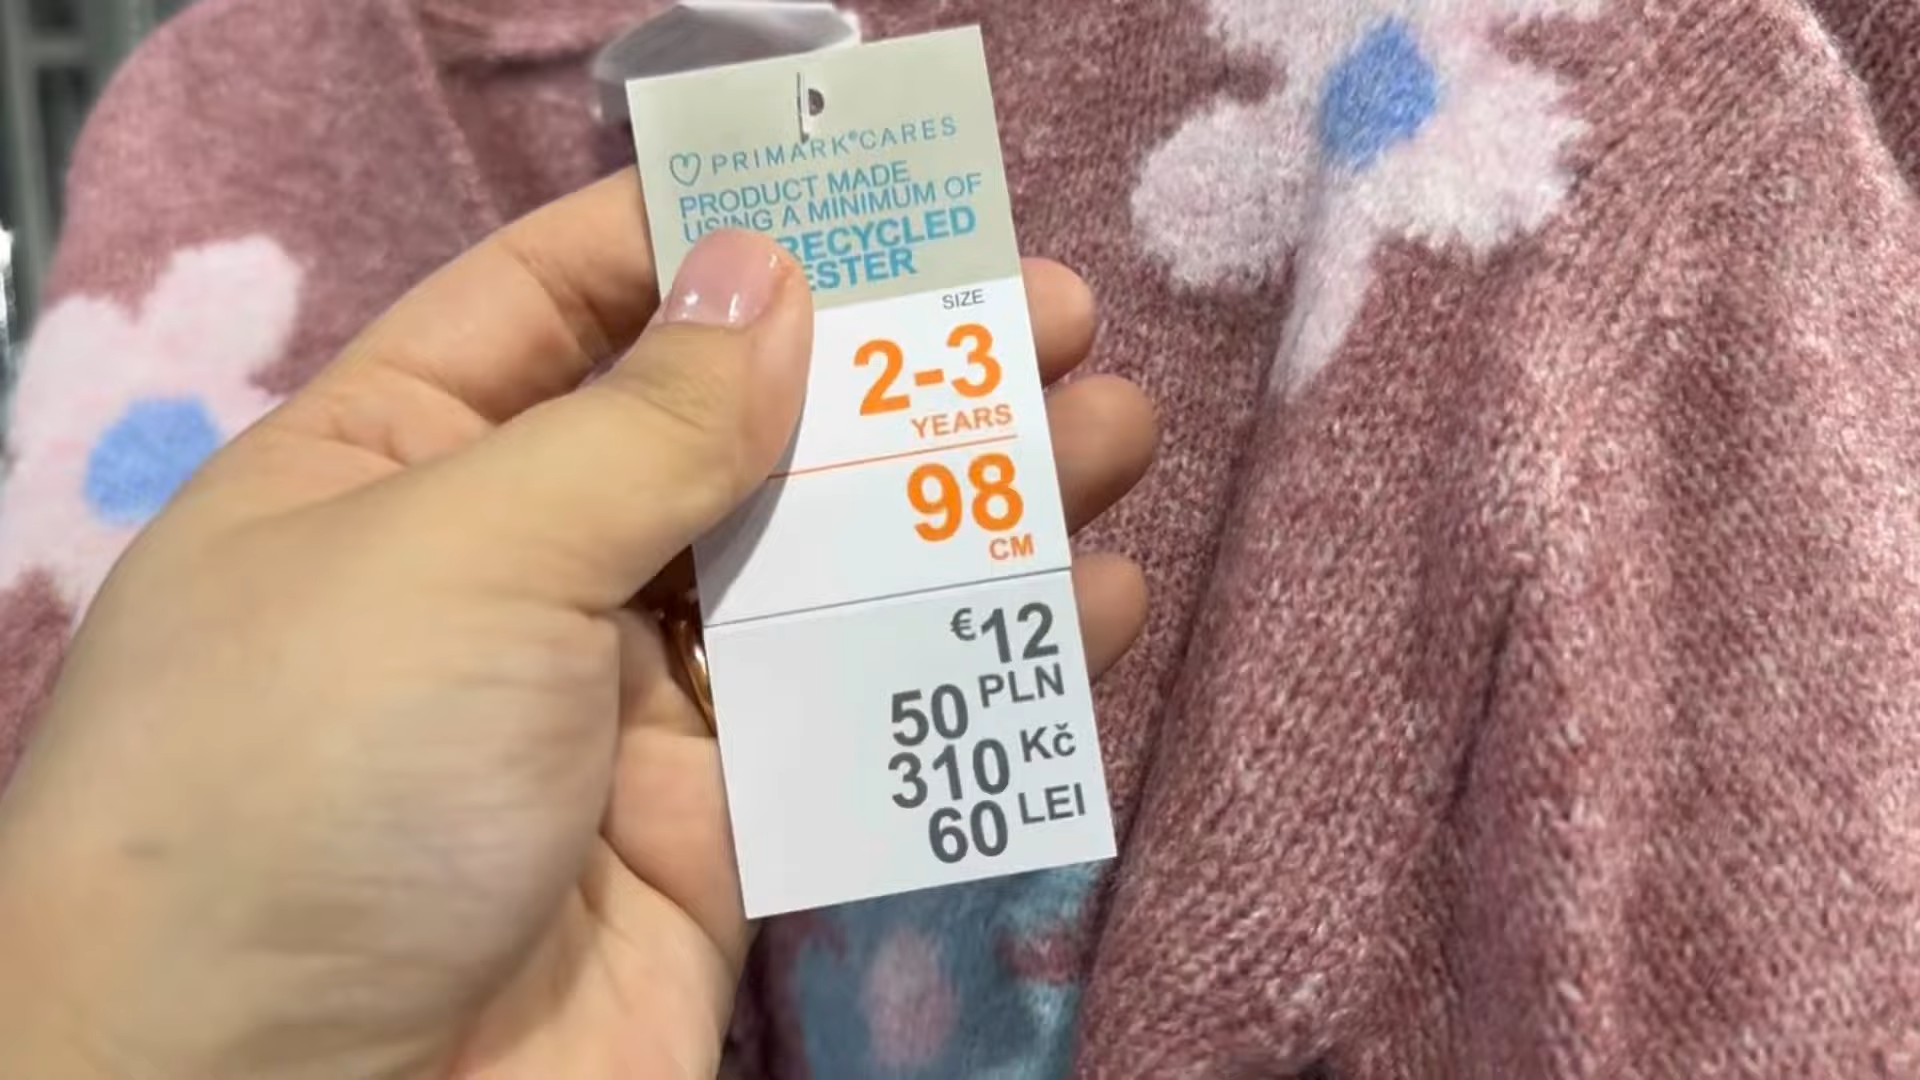 PRIMARK®CARES
PRODUCT MADE
USING A MINIMUM OF
RECYCLED
SIZE
2-3
YEARS
98
CM
€12
50 PLN
310 Kč
60 LEI